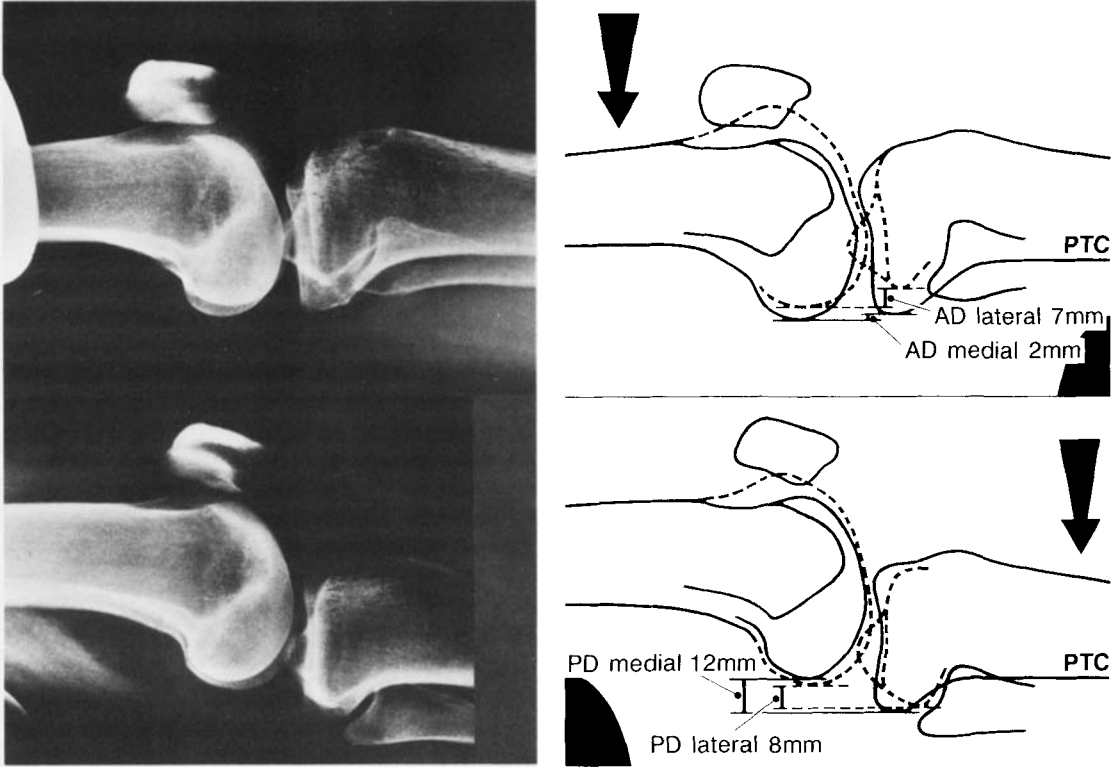 PTC
AD lateral 7mm
AD medial 2mm
PD medial 12mm
PTC
PD lateral 8mm